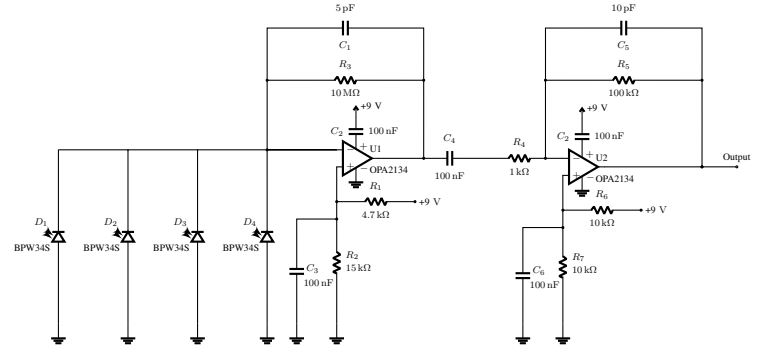 5 pF
10 pF
C1
C5
R3
R5
10 MΩ
100 kΩ
+9 V
+9 V
C2
100 nF
C4
R4
C2
100 nF
U1
U2
Output
−
+
−
+
+
−
+
−
OPA2134
OPA2134
100 nF
1 kΩ
R1
R6
+9 V
+9 V
4.7 kΩ
10 kΩ
D1
D2
D3
D4
BPW34S
BPW34S
BPW34S
BPW34S
R2
15 kΩ
R7
10 kΩ
C3
100 nF
C6
100 nF